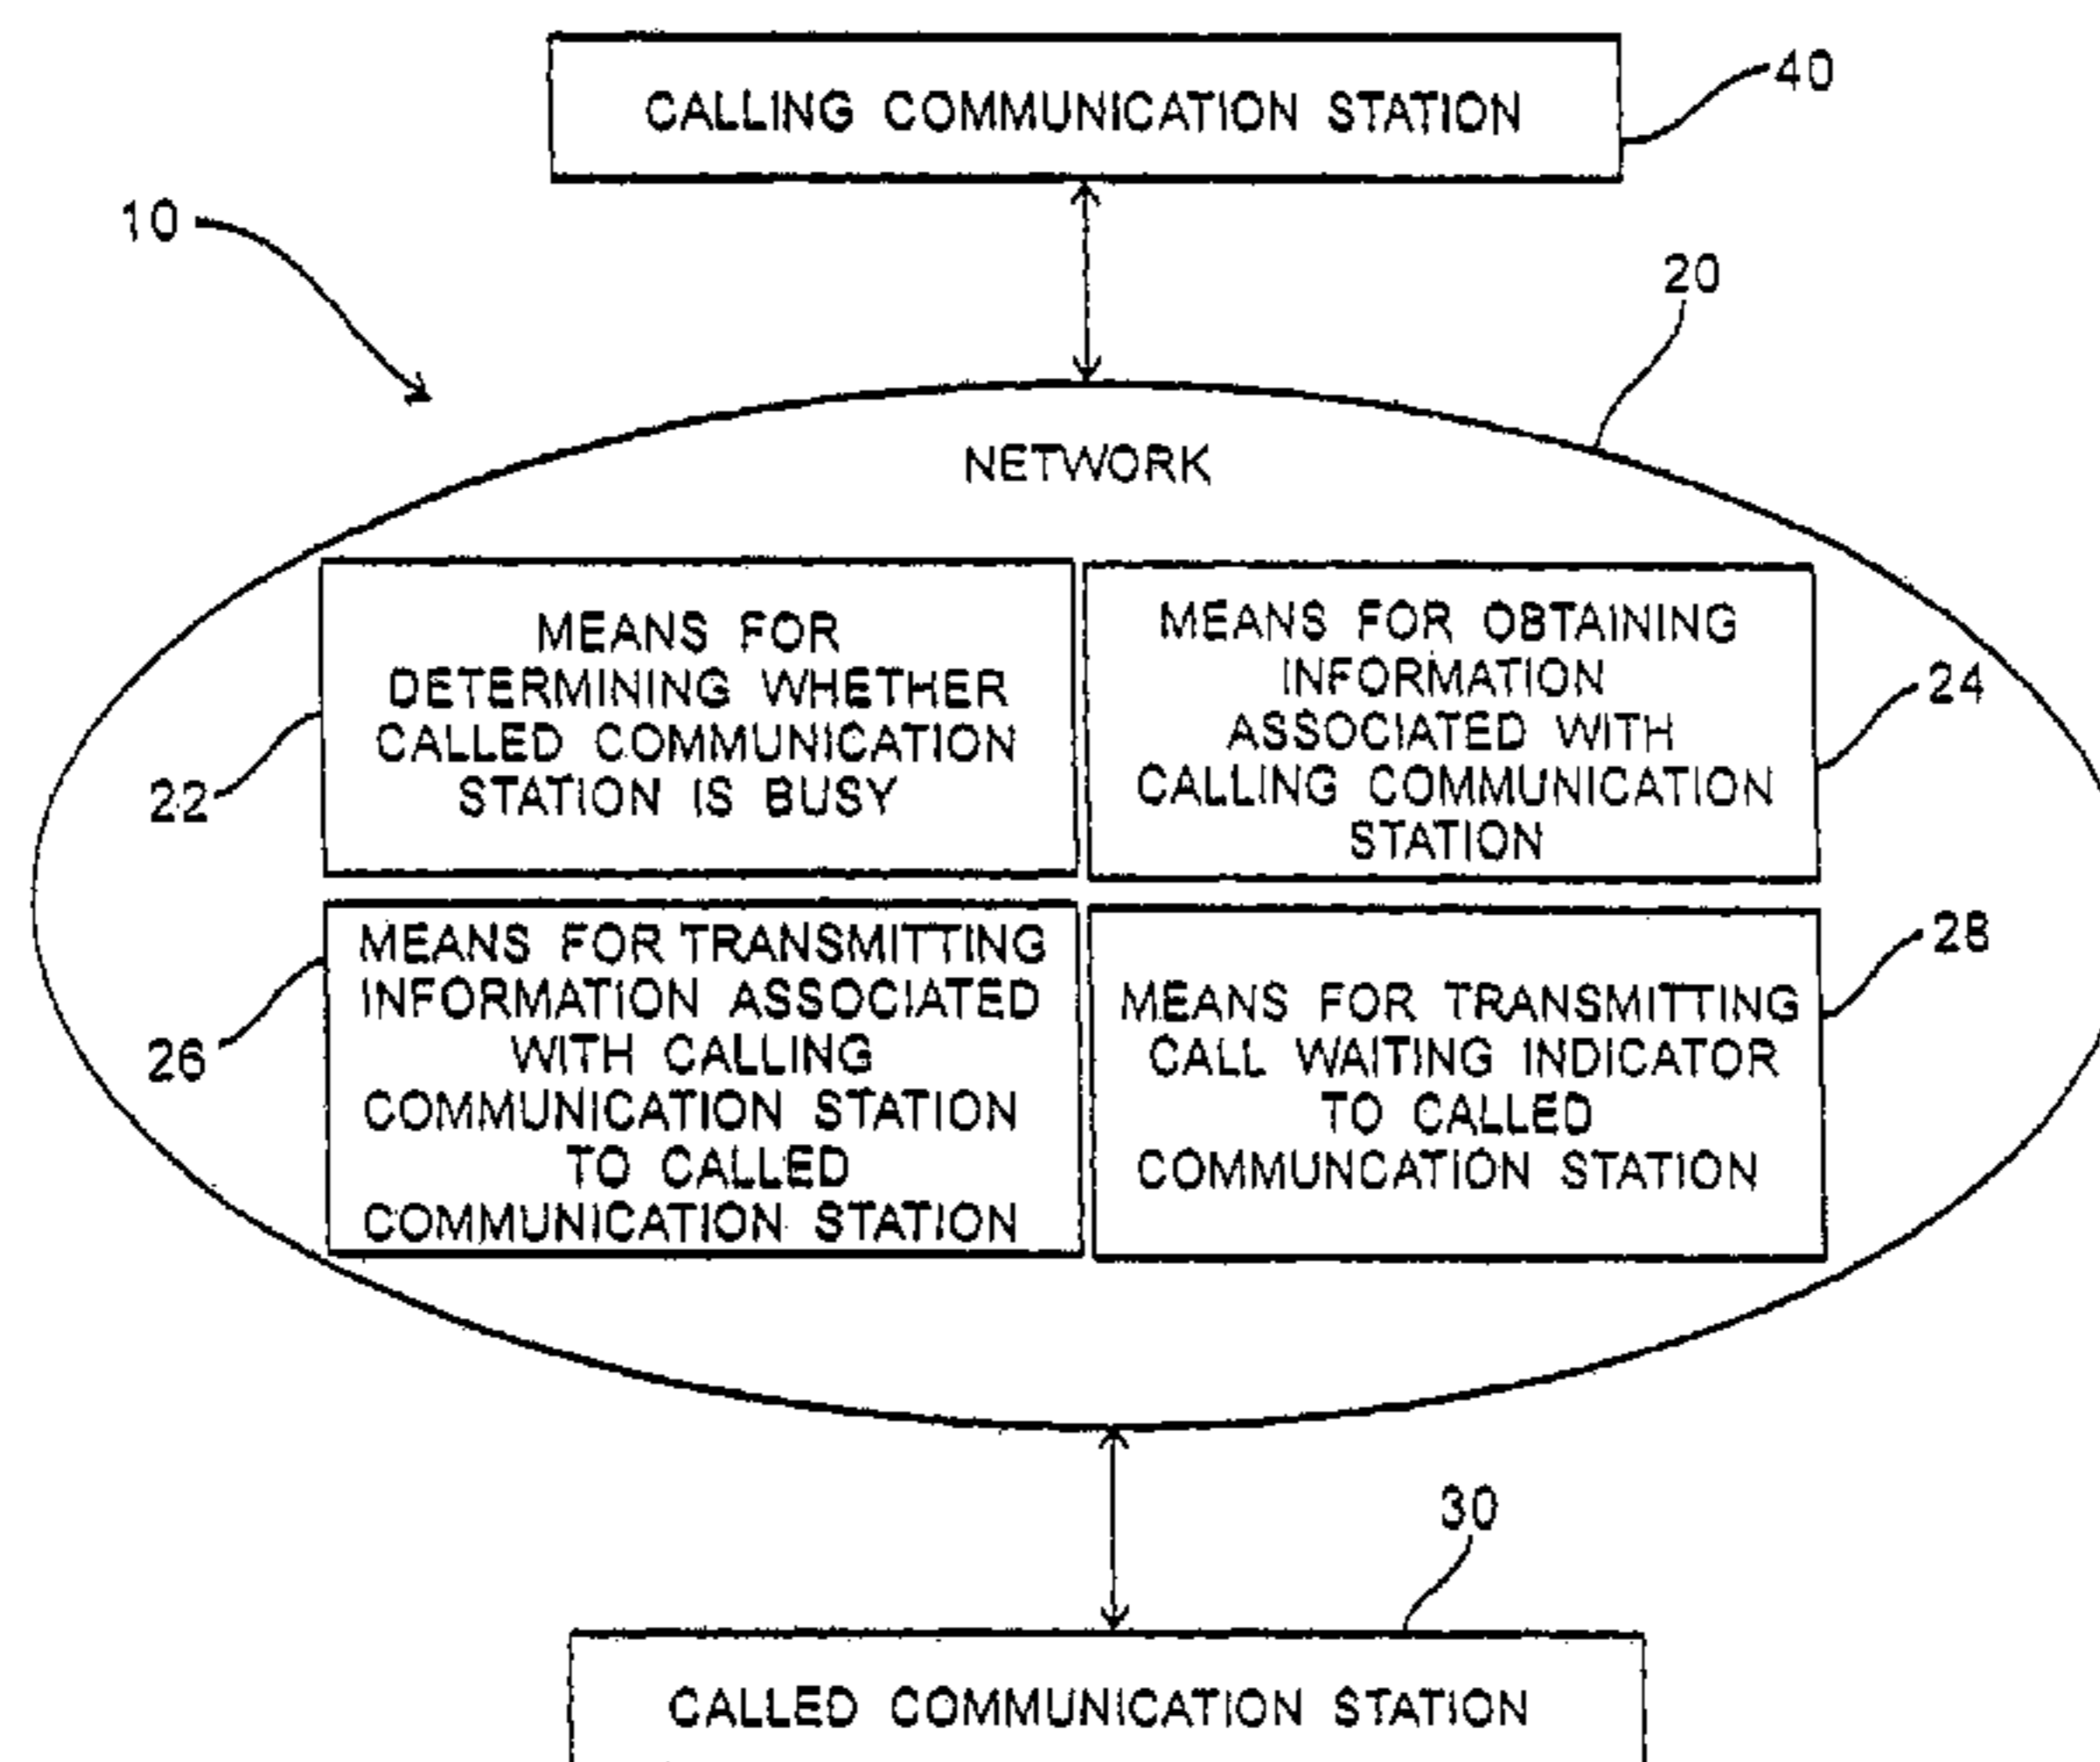 CALLING COMMUNICATION STATION
40
10
20
NETWORK
MEANS FOR
DETERMINING WHETHER
CALLED COMMUNICATION
STATION IS BUSY
22
MEANS FOR OBTAINING
INFORMATION
ASSOCIATED WITH
CALLING COMMUNICATION
STATION
24
MEANS FOR TRANSMITTING
INFORMATION ASSOCIATED
WITH CALLING
COMMUNICATION STATION
TO CALLED
COMMUNICATION STATION
26
MEANS FOR TRANSMITTING
CALL WAITING INDICATOR
TO CALLED
COMMUNCATION STATION
28
30
CALLED COMMUNICATION STATION